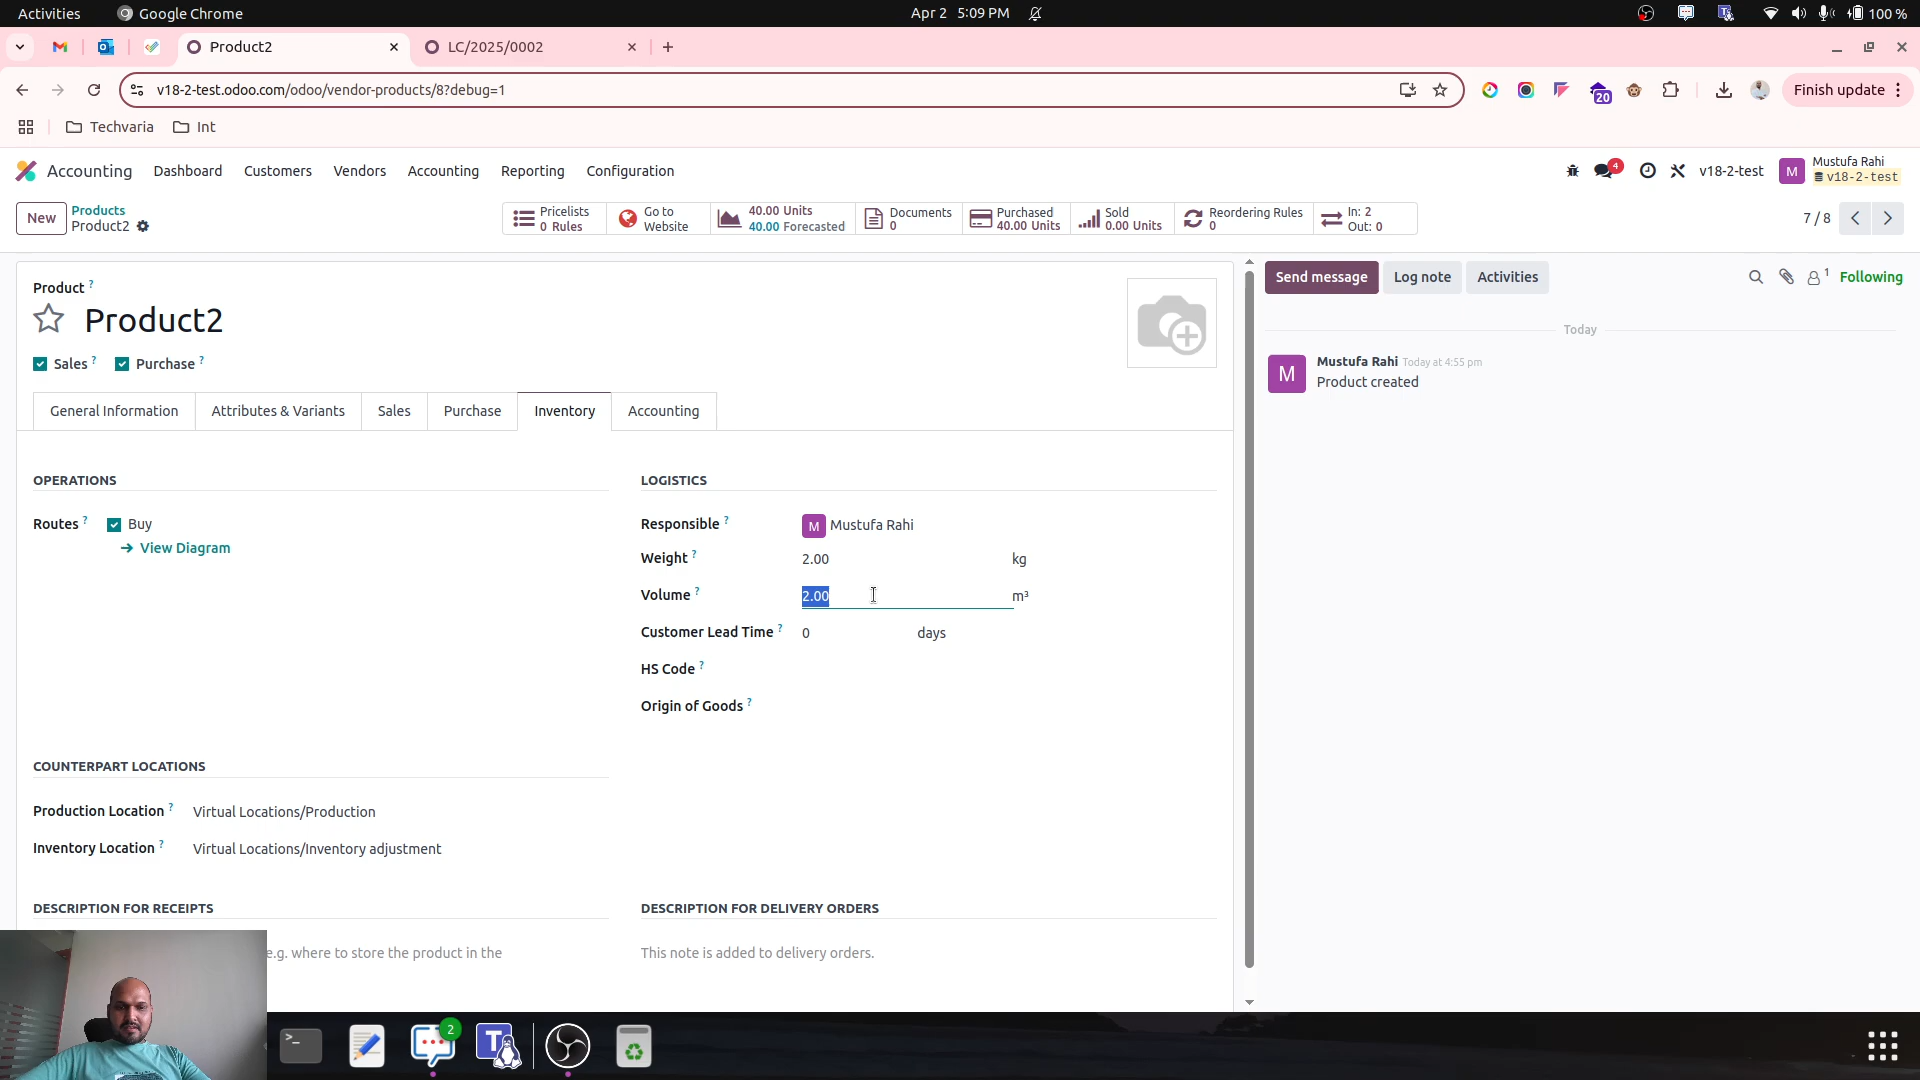 Activities
Google Chrome
Apr 2 5:09 PM
100 %
Product2
LC/2025/0002
v18-2-test.odoo.com/odoo/vendor-products/8?debug=1
20
Finish update
Techvaria
Int
Accounting
Dashboard
Customers
Vendors
Accounting
Reporting
Configuration
4
v18-2-test
M
Mustufa Rahi
v18-2-test
New
Products
Product2
Pricelists
0 Rules
Go to
Website
40.00 Units
40.00 Forecasted
Documents
0
Purchased
40.00 Units
Sold
0.00 Units
Reordering Rules
0
In: 2
Out: 0
7 / 8
Product ?
Product2
Sales ?
Purchase ?
General Information
Attributes & Variants
Sales
Purchase
Inventory
Accounting
OPERATIONS
Routes ?
Buy
View Diagram
LOGISTICS
Responsible ?
M
Mustufa Rahi
Weight ?
2.00
kg
Volume ?
2.00
m³
Customer Lead Time ?
0
days
HS Code ?
Origin of Goods ?
COUNTERPART LOCATIONS
Production Location ?
Virtual Locations/Production
Inventory Location ?
Virtual Locations/Inventory adjustment
DESCRIPTION FOR RECEIPTS
e.g. where to store the product in the
DESCRIPTION FOR DELIVERY ORDERS
This note is added to delivery orders.
Send message
Log note
Activities
1
Following
Today
M
Mustufa Rahi Today at 4:55 pm
Product created
2
T